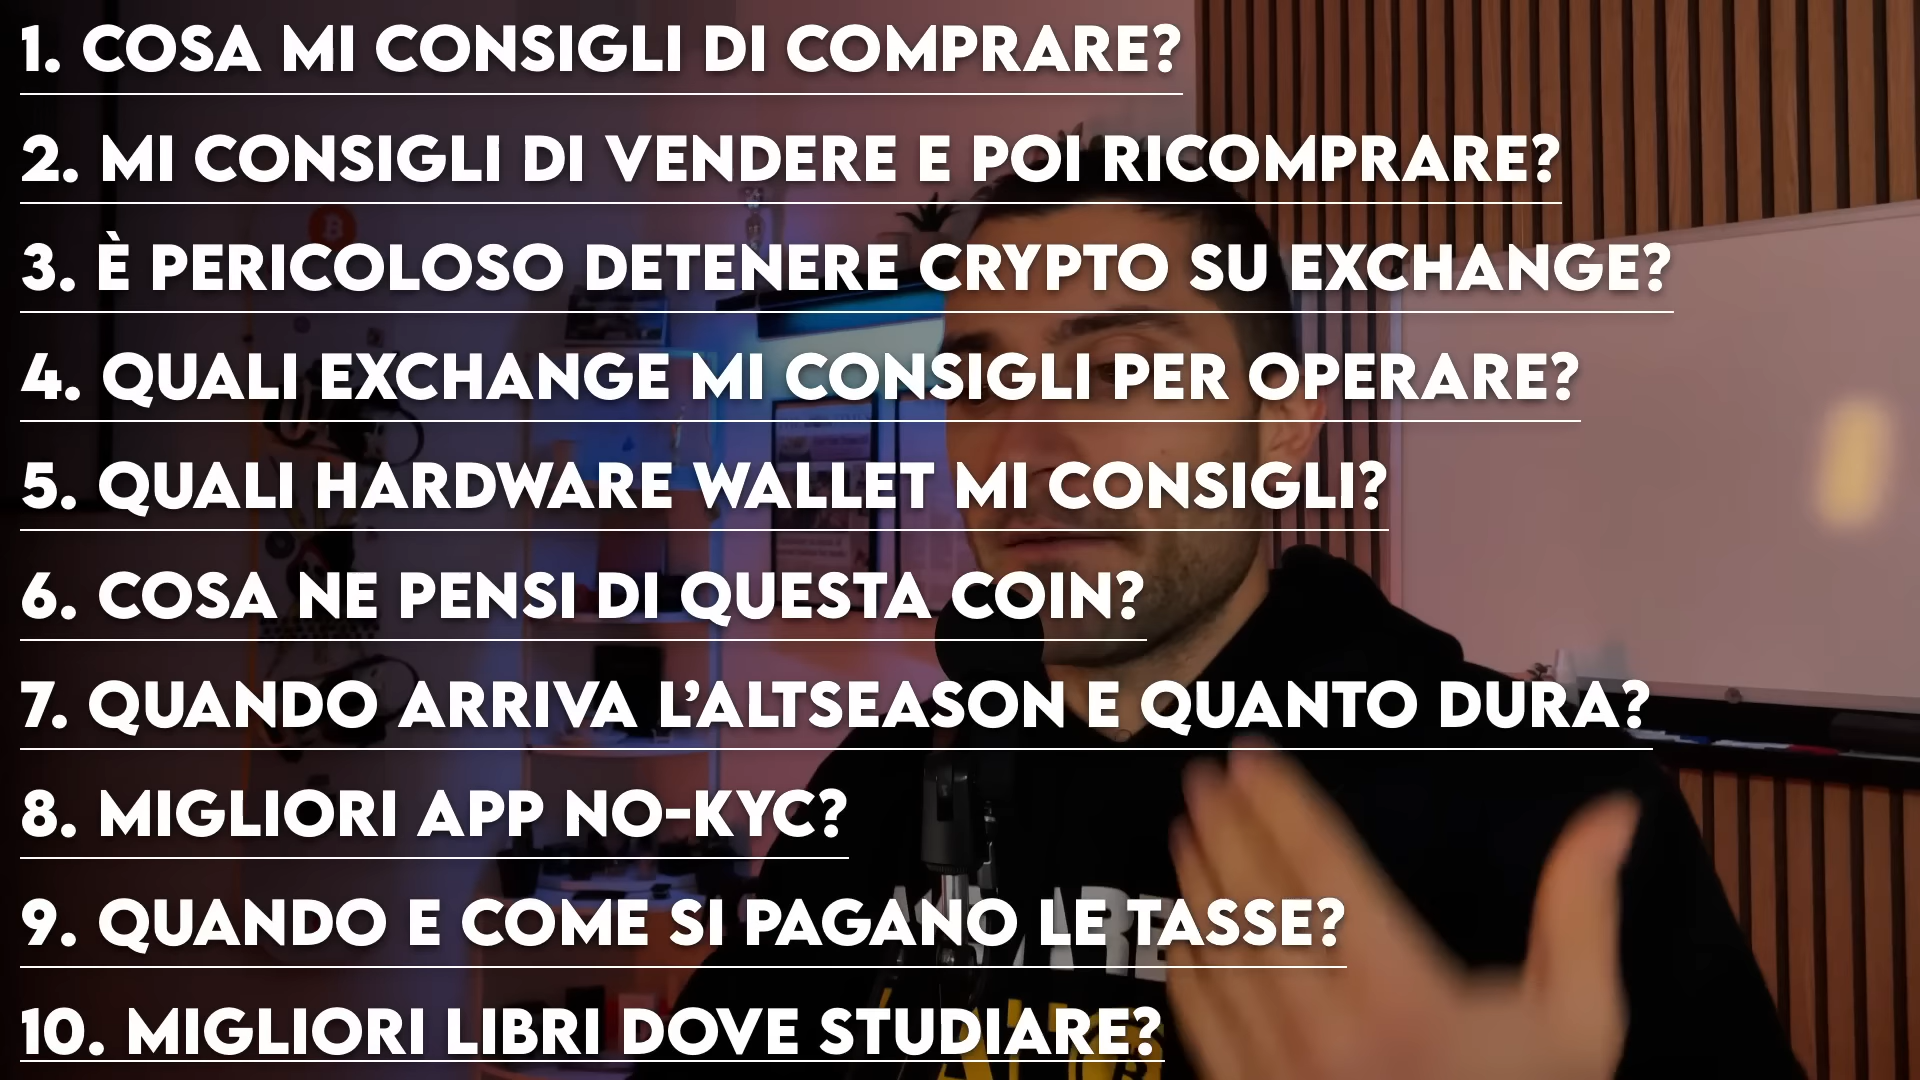 1. COSA MI CONSIGLI DI COMPRARE?
2. MI CONSIGLI DI VENDERE E POI RICOMPRARE?
3. È PERICOLOSO DETENERE CRYPTO SU EXCHANGE?
4. QUALI EXCHANGE MI CONSIGLI PER OPERARE?
5. QUALI HARDWARE WALLET MI CONSIGLI?
6. COSA NE PENSI DI QUESTA COIN?
7. QUANDO ARRIVA L’ALTSEASON E QUANTO DURA?
8. MIGLIORI APP NO-KYC?
9. QUANDO E COME SI PAGANO LE TASSE?
10. MIGLIORI LIBRI DOVE STUDIARE?